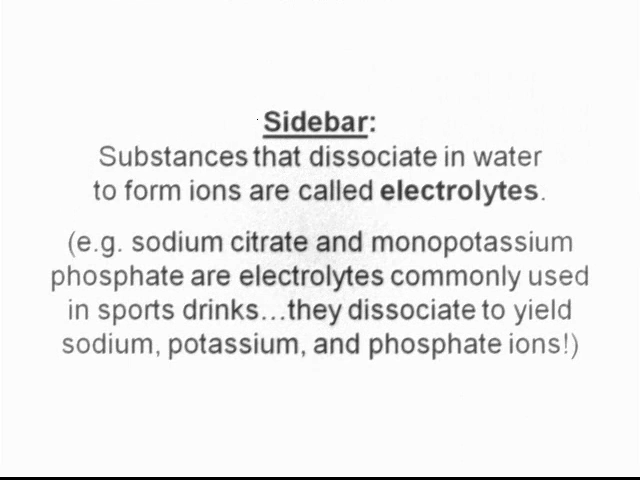 Sidebar:
Substances that dissociate in water
to form ions are called electrolytes.
(e.g. sodium citrate and monopotassium
phosphate are electrolytes commonly used
in sports drinks…they dissociate to yield
sodium, potassium, and phosphate ions!)